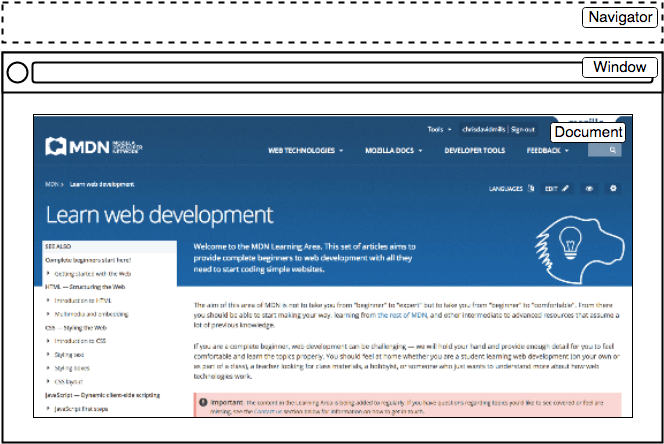 Navigator
Window
Tools chrisdavidmills | Sign out
Document
MDN MOZILLA DEVELOPER NETWORK
WEB TECHNOLOGIES MOZILLA DOCS DEVELOPER TOOLS FEEDBACK
MDN > Learn web development
LANGUAGES EDIT
Learn web development
SEE ALSO
Complete beginners start here!
Getting started with the Web
HTML — Structuring the Web
Introduction to HTML
Multimedia and embedding
CSS — Styling the Web
Introduction to CSS
Styling text
Styling boxes
CSS layout
JavaScript — Dynamic client-side scripting
JavaScript first steps
Welcome to the MDN Learning Area. This set of articles aims to
provide complete beginners to web development with all they
need to start coding simple websites.
The aim of this area of MDN is not to take you from "beginner" to "expert" but to take you from "beginner" to "comfortable". From there
you should be able to start making your way, learning from the rest of MDN, and other intermediate to advanced resources that assume a
lot of previous knowledge.
If you are a complete beginner, web development can be challenging — we will hold your hand and provide enough detail for you to feel
comfortable and learn the topics properly. You should feel at home whether you are a student learning web development (on your own or
as part of a class), a teacher looking for class materials, a hobbyist, or someone who just wants to understand more about how web
technologies work.
Important: The content in the Learning Area is being added to regularly. If you have questions regarding topics you'd like to see covered or feel are
missing, see the Contact us section below for information on how to get in touch.